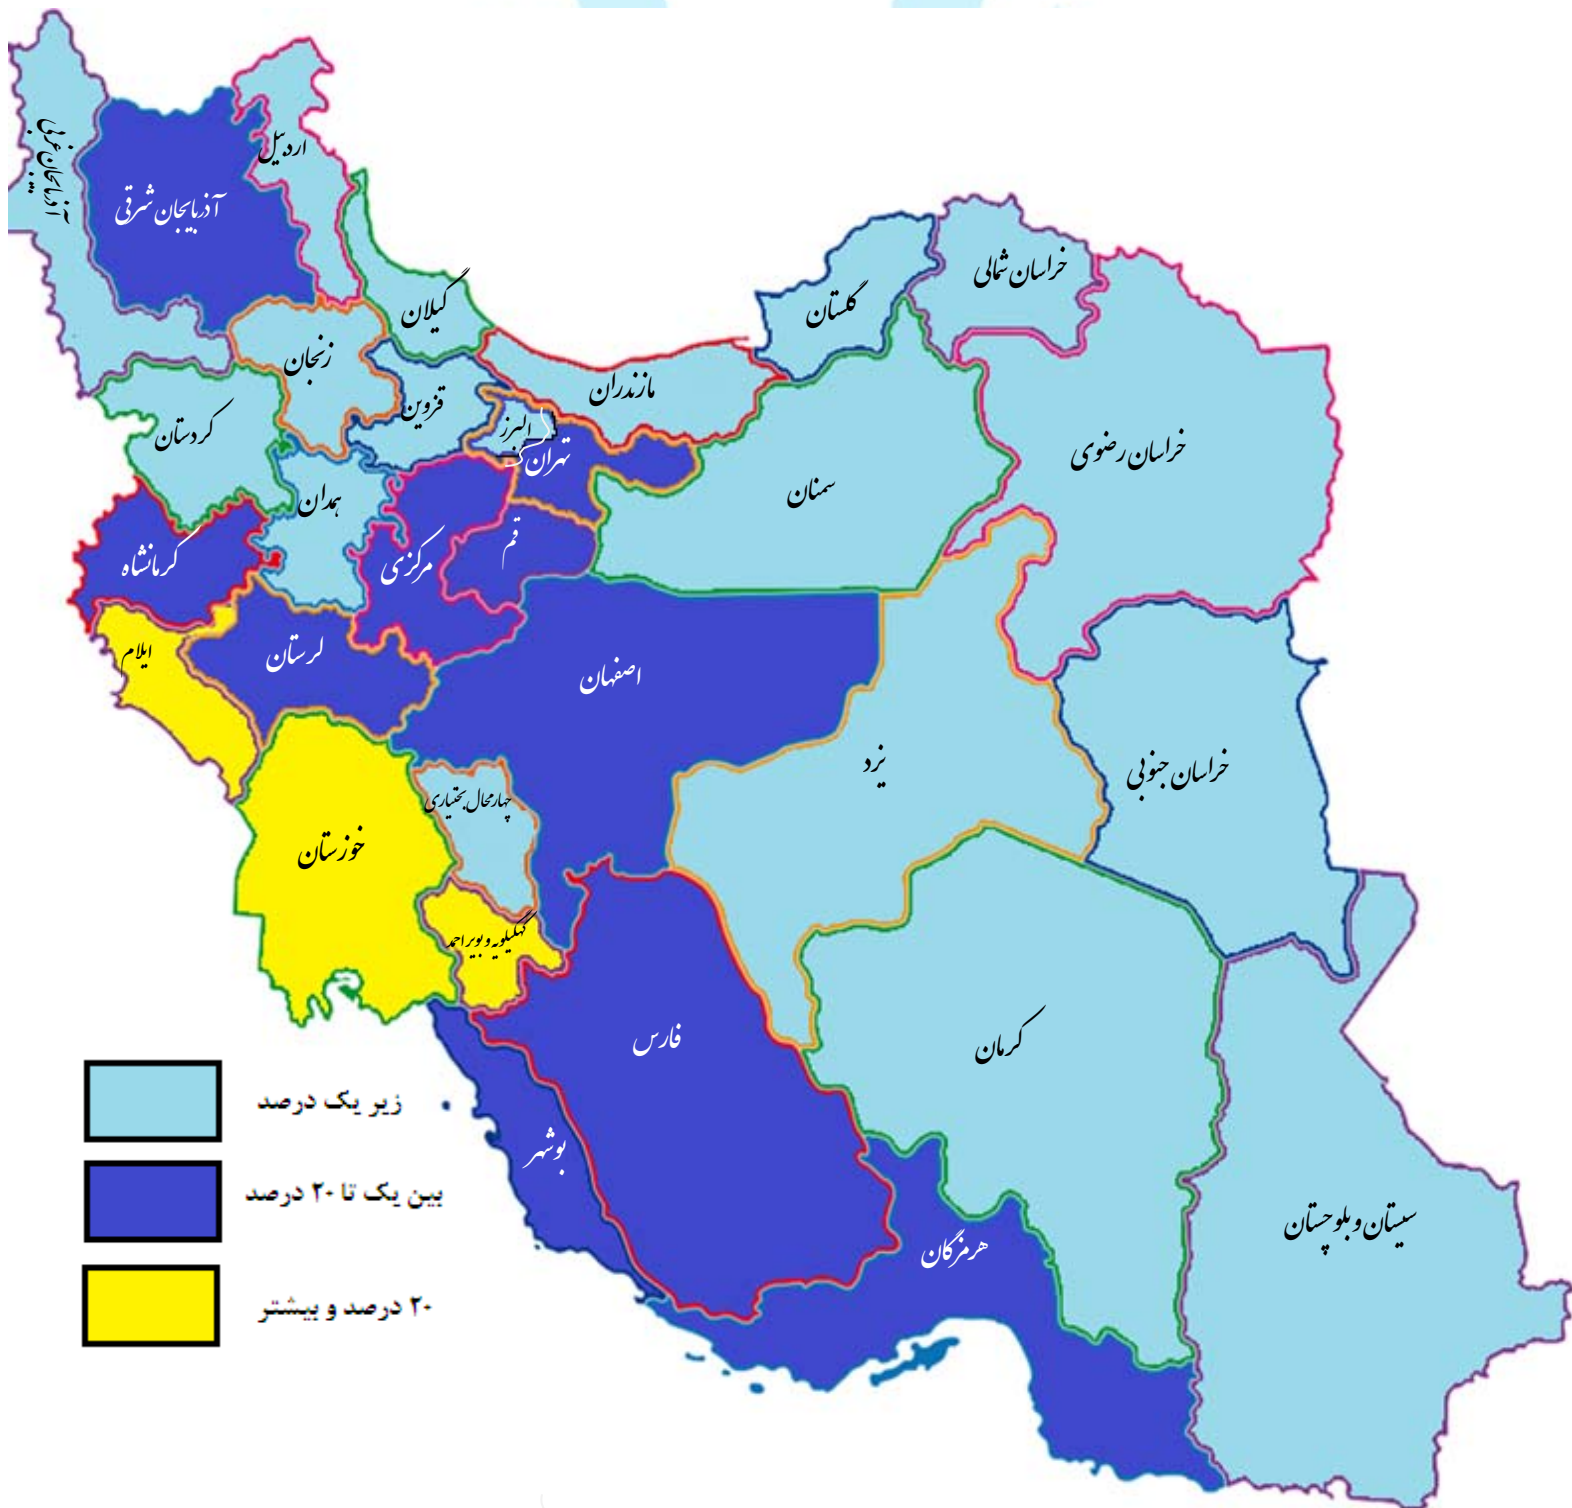 آذربایجان غربی
آذربایجان شرقی
اردبیل
گیلان
زنجان
قزوین
مازندران
گلستان
خراسان شمالی
خراسان رضوی
سمنان
البرز
تهران
کردستان
همدان
کرمانشاه
مرکزی
قم
ایلام
لرستان
اصفهان
یزد
خراسان جنوبی
چهارمحال بختیاری
خوزستان
کهگیلویه و بویر احمد
فارس
کرمان
بوشهر
هرمزگان
سیستان و بلوچستان
زیر یک درصد
بین یک تا ۲۰ درصد
۲۰ درصد و بیشتر